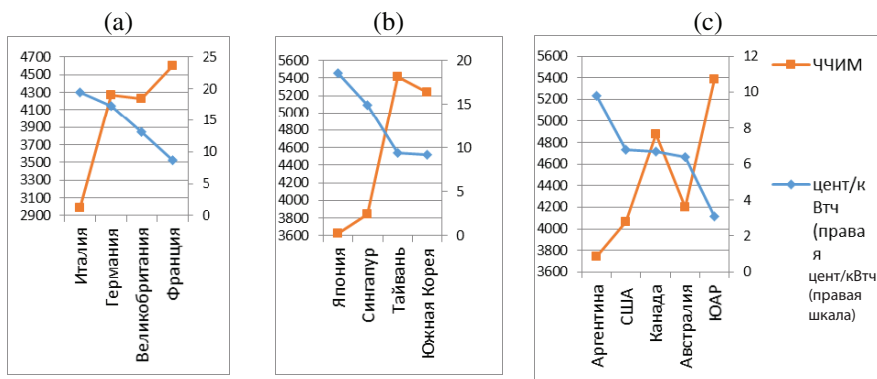 (a)
4700
4500
4300
4100
3900
3700
3500
3300
3100
2900
25
20
15
10
5
0
Италия
Германия
Великобритания
Франция
(b)
5600
5400
5200
5000
4800
4600
4400
4200
4000
3800
3600
20
15
10
5
0
Япония
Сингапур
Тайвань
Южная Корея
(c)
5600
5400
5200
5000
4800
4600
4400
4200
4000
3800
3600
12
10
8
6
4
2
0
Аргентина
США
Канада
Австралия
ЮАР
ЧЧИМ
цент/к
Втч
(права
я
цент/кВтч
(правая
шкала)